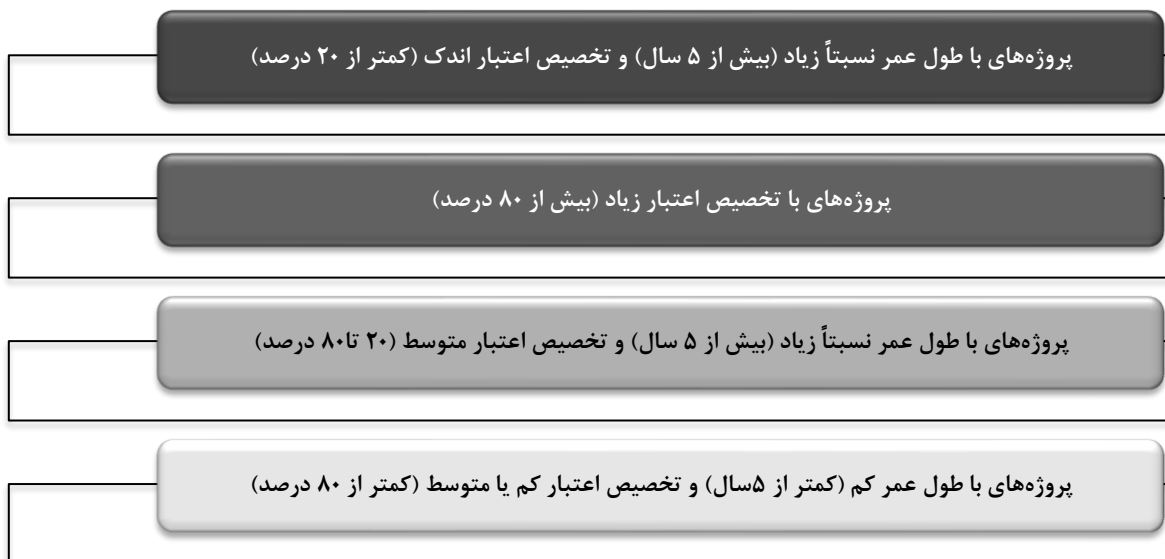 پروژه‌های با طول عمر نسبتاً زیاد (بیش از ۵ سال) و تخصیص اعتبار اندک (کمتر از ۲۰ درصد)
پروژه‌های با تخصیص اعتبار زیاد (بیش از ۸۰ درصد)
پروژه‌های با طول عمر نسبتاً زیاد (بیش از ۵ سال) و تخصیص اعتبار متوسط (۲۰ تا۸۰ درصد)
پروژه‌های با طول عمر کم (کمتر از ۵سال) و تخصیص اعتبار کم یا متوسط (کمتر از ۸۰ درصد)